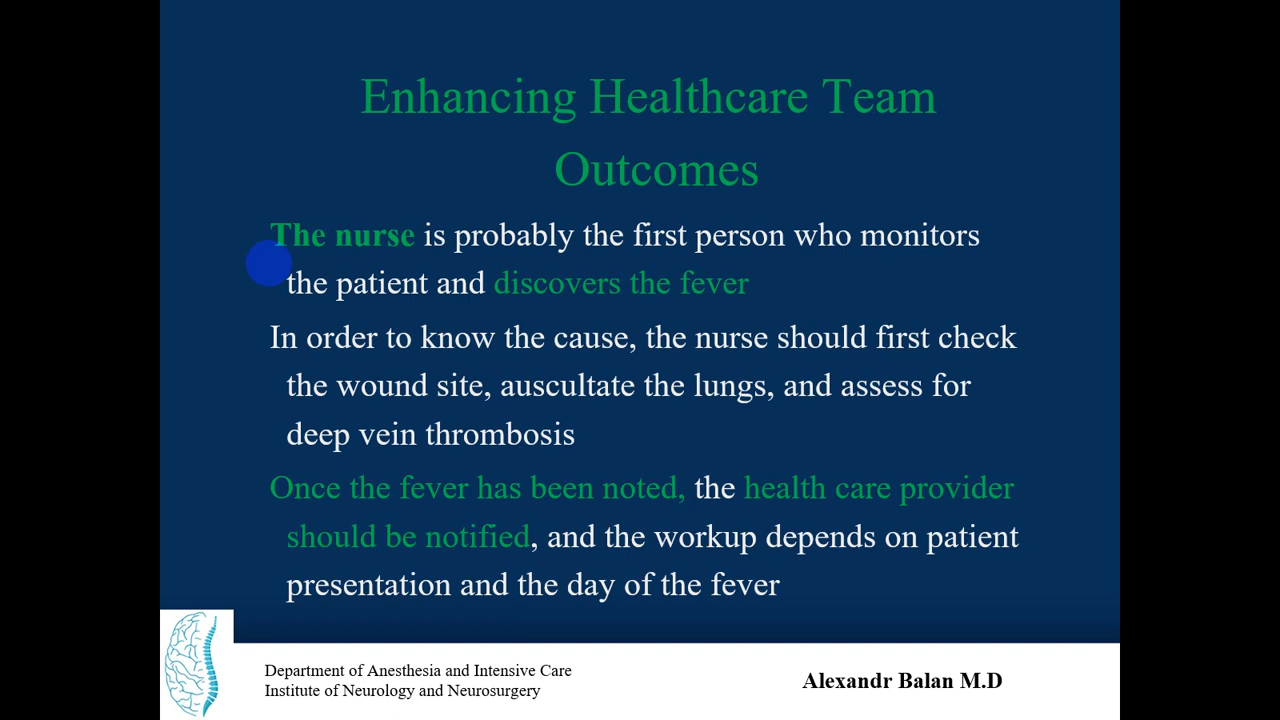 Enhancing Healthcare Team
Outcomes
The nurse is probably the first person who monitors
the patient and discovers the fever
In order to know the cause, the nurse should first check
the wound site, auscultate the lungs, and assess for
deep vein thrombosis
Once the fever has been noted, the health care provider
should be notified, and the workup depends on patient
presentation and the day of the fever
Department of Anesthesia and Intensive Care
Institute of Neurology and Neurosurgery
Alexandr Balan M.D